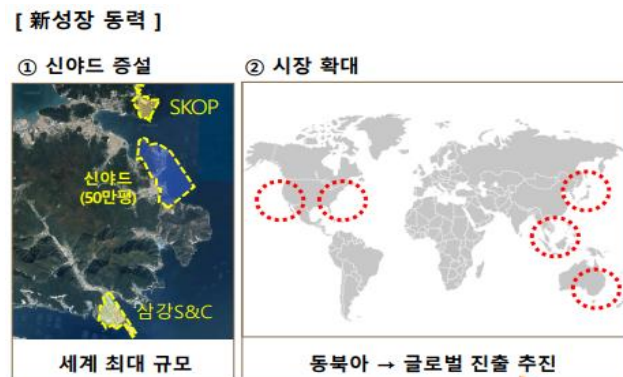 [ 新성장 동력 ]
① 신야드 증설
SKOP
신야드
(50만평)
삼강S&C
세계 최대 규모
② 시장 확대
동북아 → 글로벌 진출 추진